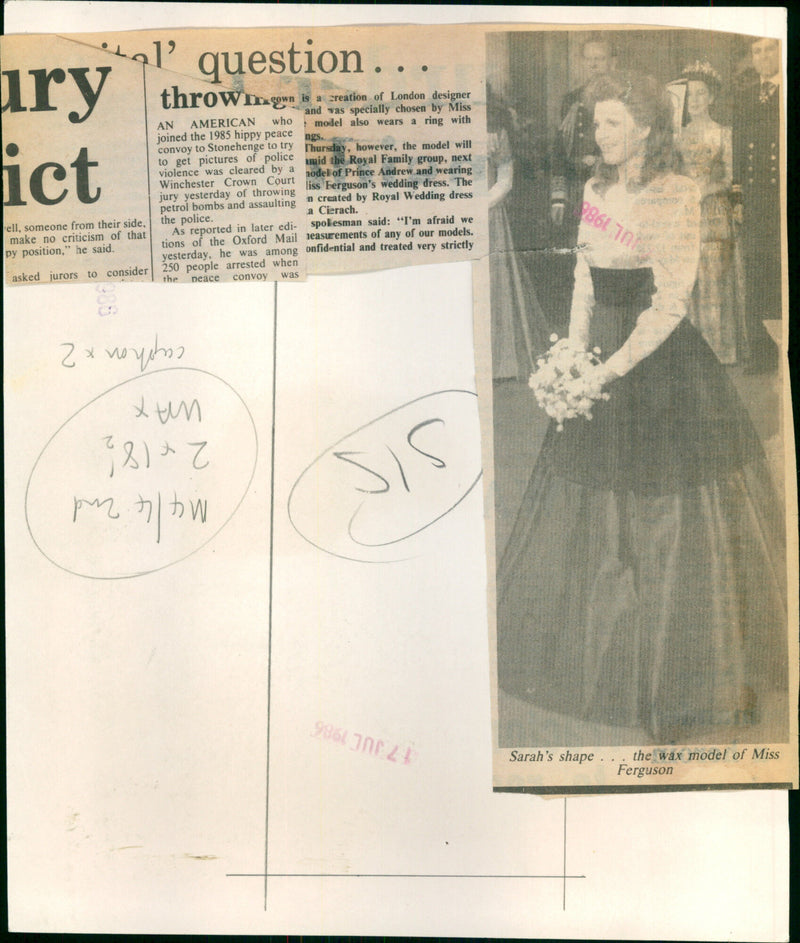 ital' question . . .
ury
ict
ell, someone from their side,
make no criticism of that
py position," he said.
asked jurors to consider
throwing
AN AMERICAN who
joined the 1985 hippy peace
convoy to Stonehenge to try
to get pictures of police
violence was cleared by a
Winchester Crown Court
jury yesterday of throwing
petrol bombs and assaulting
the police.
As reported in later edi-
tions of the Oxford Mail
yesterday, he was among
250 people arrested when
the peace convoy was
gown is a creation of London designer
and was specially chosen by Miss
model also wears a ring with
ngs.
Thursday, however, the model will
amid the Royal Family group, next
model of Prince Andrew and wearing
iss Ferguson's wedding dress. The
n created by Royal Wedding dress
a Cierach.
spokesman said: "I'm afraid we
easurements of any of our models.
onfidential and treated very strictly
JUL 1986
986
caption x 2
M4/4 2nd
2 x 18½
WAX
S/S
17 JUL 1986
Sarah's shape . . . the wax model of Miss
Ferguson